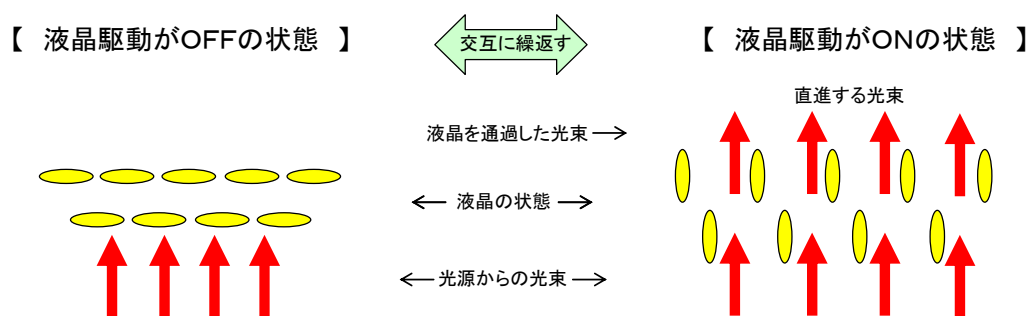 【 液晶駆動がOFFの状態 】
交互に繰返す
【 液晶駆動がONの状態 】
直進する光束
液晶を通過した光束
液晶の状態
光源からの光束